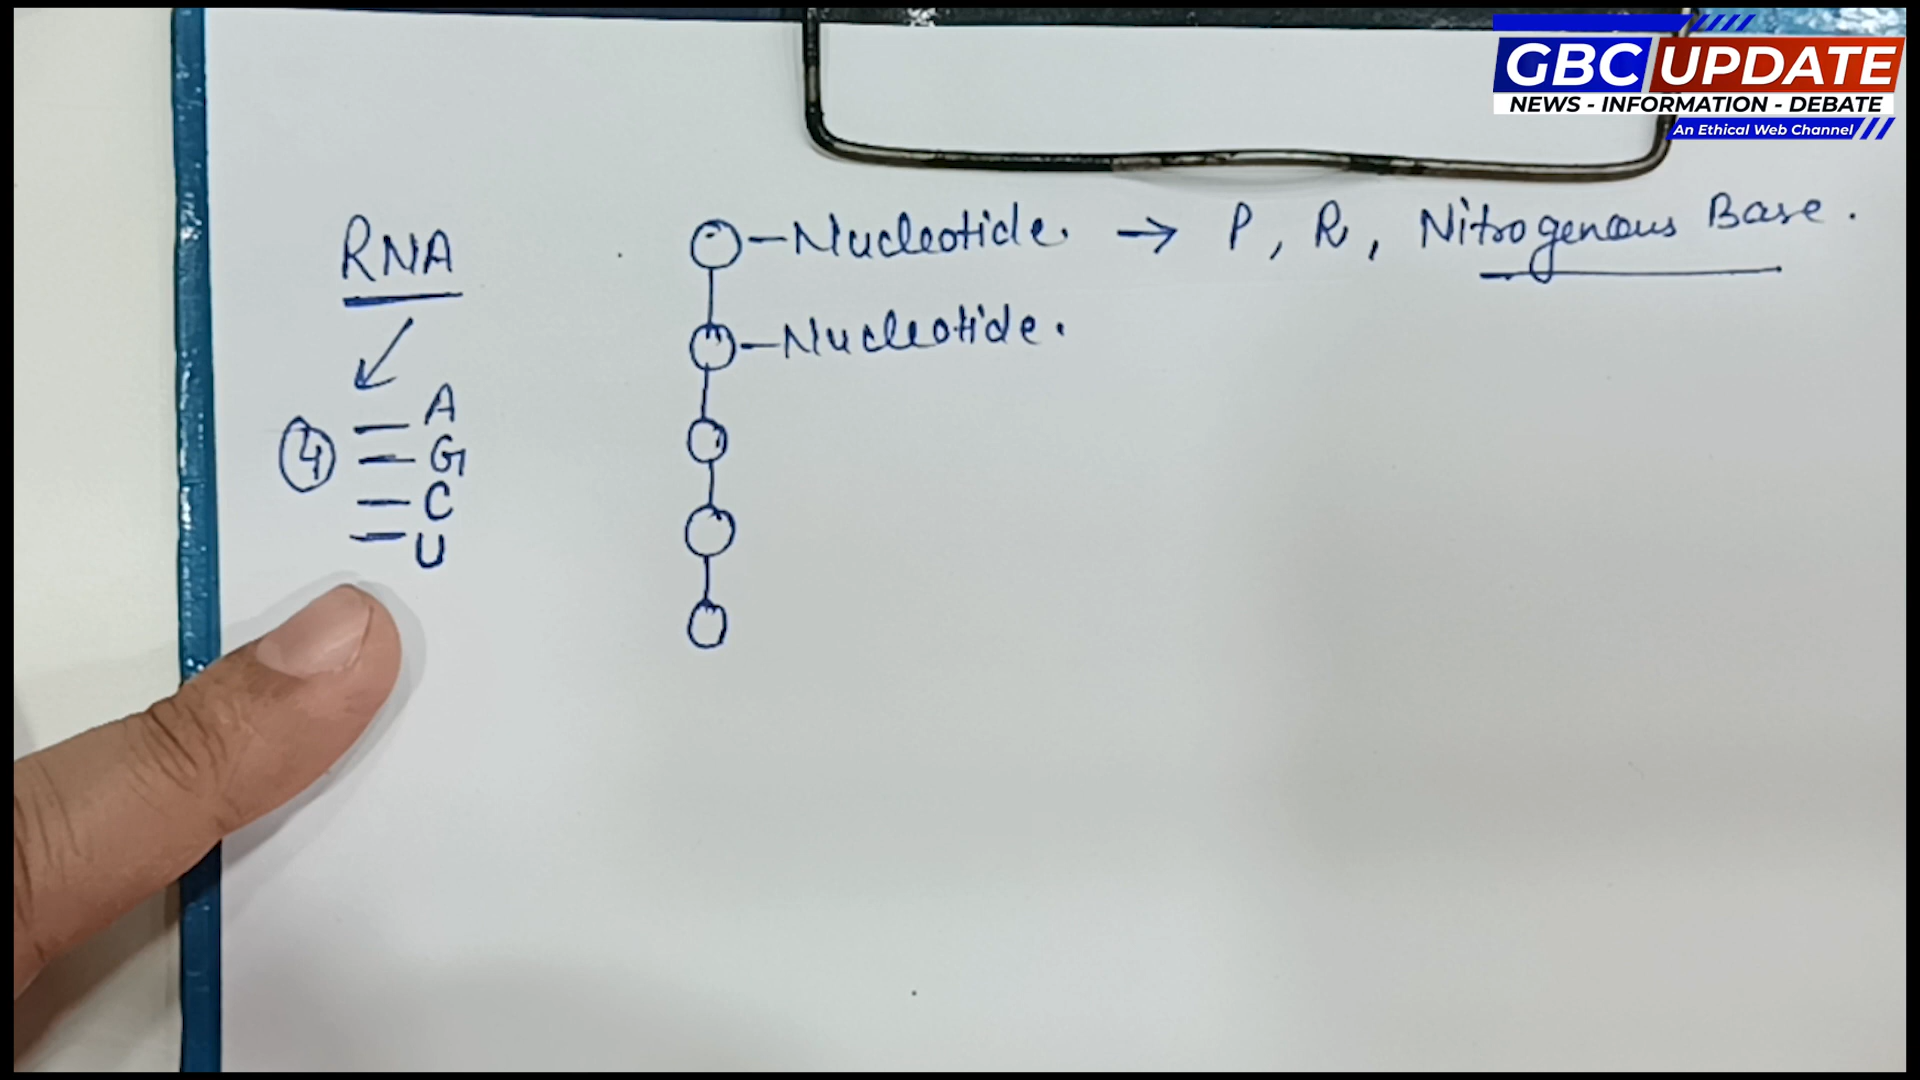 GBC UPDATE
NEWS - INFORMATION - DEBATE
An Ethical Web Channel
RNA
4
A
G
C
U
Nucleotide. → P, R, Nitrogenous Base.
Nucleotide.